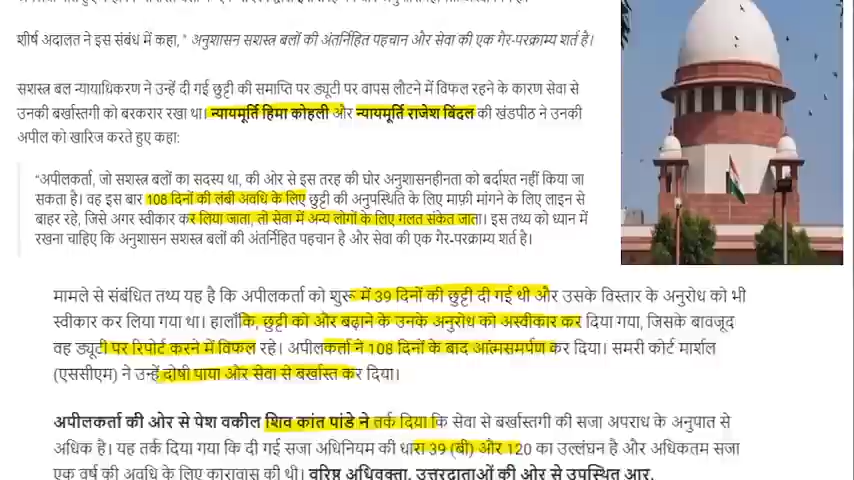 शीर्ष अदालत ने इस संबंध में कहा, " अनुशासन सशस्त्र बलों की अंतर्निहित पहचान और सेवा की एक गैर-परक्राम्य शर्त है।
सशस्त्र बल न्यायाधिकरण ने उन्हें दी गई छुट्टी की समाप्ति पर ड्यूटी पर वापस लौटने में विफल रहने के कारण सेवा से
उनकी बर्खास्तगी को बरकरार रखा था। न्यायमूर्ति हिमा कोहली और न्यायमूर्ति राजेश बिंदल की खंडपीठ ने उनकी
अपील को खारिज करते हुए कहा:
"अपीलकर्ता, जो सशस्त्र बलों का सदस्य था, की ओर से इस तरह की घोर अनुशासनहीनता को बर्दाश्त नहीं किया जा
सकता है। वह इस बार 108 दिनों की लंबी अवधि के लिए छुट्टी की अनुपस्थिति के लिए माफ़ी मांगने के लिए लाइन से
बाहर रहे, जिसे अगर स्वीकार कर लिया जाता, तो सेवा में अन्य लोगों के लिए गलत संकेत जाता। इस तथ्य को ध्यान में
रखना चाहिए कि अनुशासन सशस्त्र बलों की अंतर्निहित पहचान है और सेवा की एक गैर-परक्राम्य शर्त है।
मामले से संबंधित तथ्य यह है कि अपीलकर्ता को शुरू में 39 दिनों की छुट्टी दी गई थी और उसके विस्तार के अनुरोध को भी
स्वीकार कर लिया गया था। हालाँकि, छुट्टी को और बढ़ाने के उनके अनुरोध को अस्वीकार कर दिया गया, जिसके बावजूद
वह ड्यूटी पर रिपोर्ट करने में विफल रहे। अपीलकर्ता ने 108 दिनों के बाद आत्मसमर्पण कर दिया। समरी कोर्ट मार्शल
(एससीएम) ने उन्हें दोषी पाया और सेवा से बर्खास्त कर दिया।
अपीलकर्ता की ओर से पेश वकील शिव कांत पांडे ने तर्क दिया कि सेवा से बर्खास्तगी की सजा अपराध के अनुपात से
अधिक है। यह तर्क दिया गया कि दी गई सजा अधिनियम की धारा 39 (बी) और 120 का उल्लंघन है और अधिकतम सजा
एक वर्ष की अवधि के लिए कारावास की थी। वरिष्ठ अधिवक्ता, उत्तरदाताओं की ओर से उपस्थित आर.